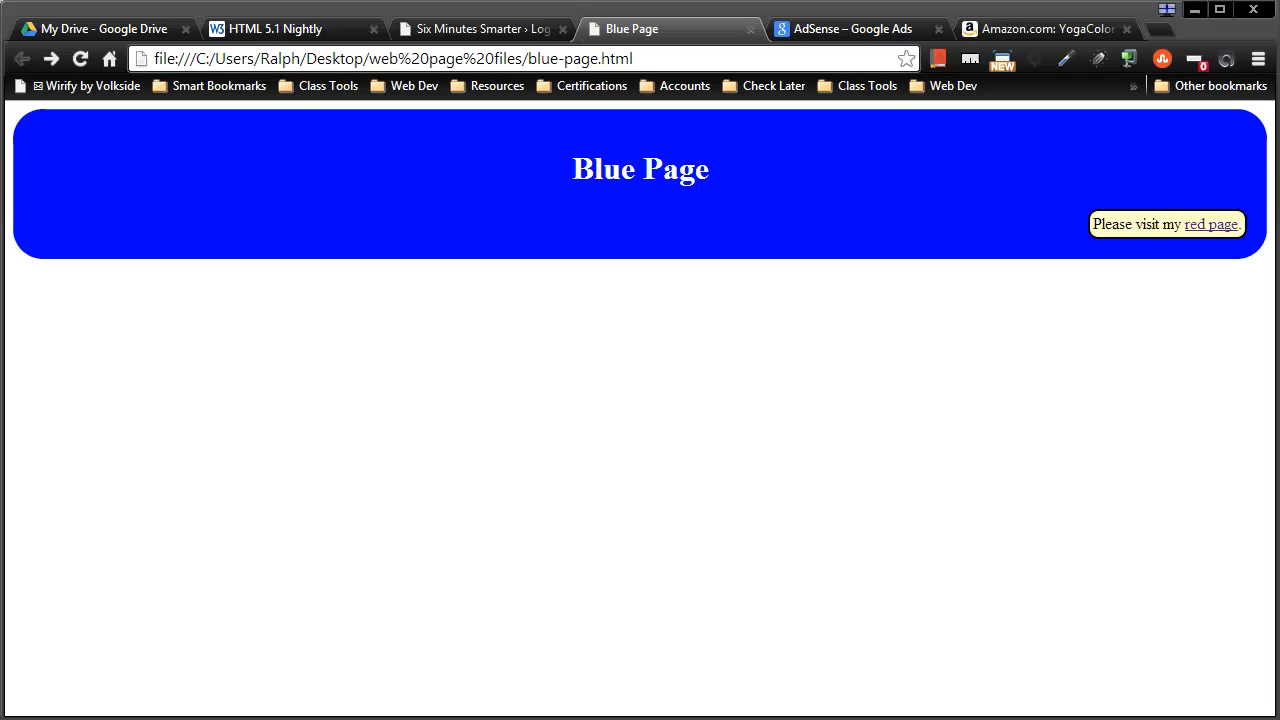 My Drive - Google Drive
W3 HTML 5.1 Nightly
Six Minutes Smarter › Log
Blue Page
g AdSense – Google Ads
a Amazon.com: YogaColor
file:///C:/Users/Ralph/Desktop/web%20page%20files/blue-page.html
NEW
0
Wirify by Volkside
Smart Bookmarks
Class Tools
Web Dev
Resources
Certifications
Accounts
Check Later
Class Tools
Web Dev
»
Other bookmarks
Blue Page
Please visit my red page.